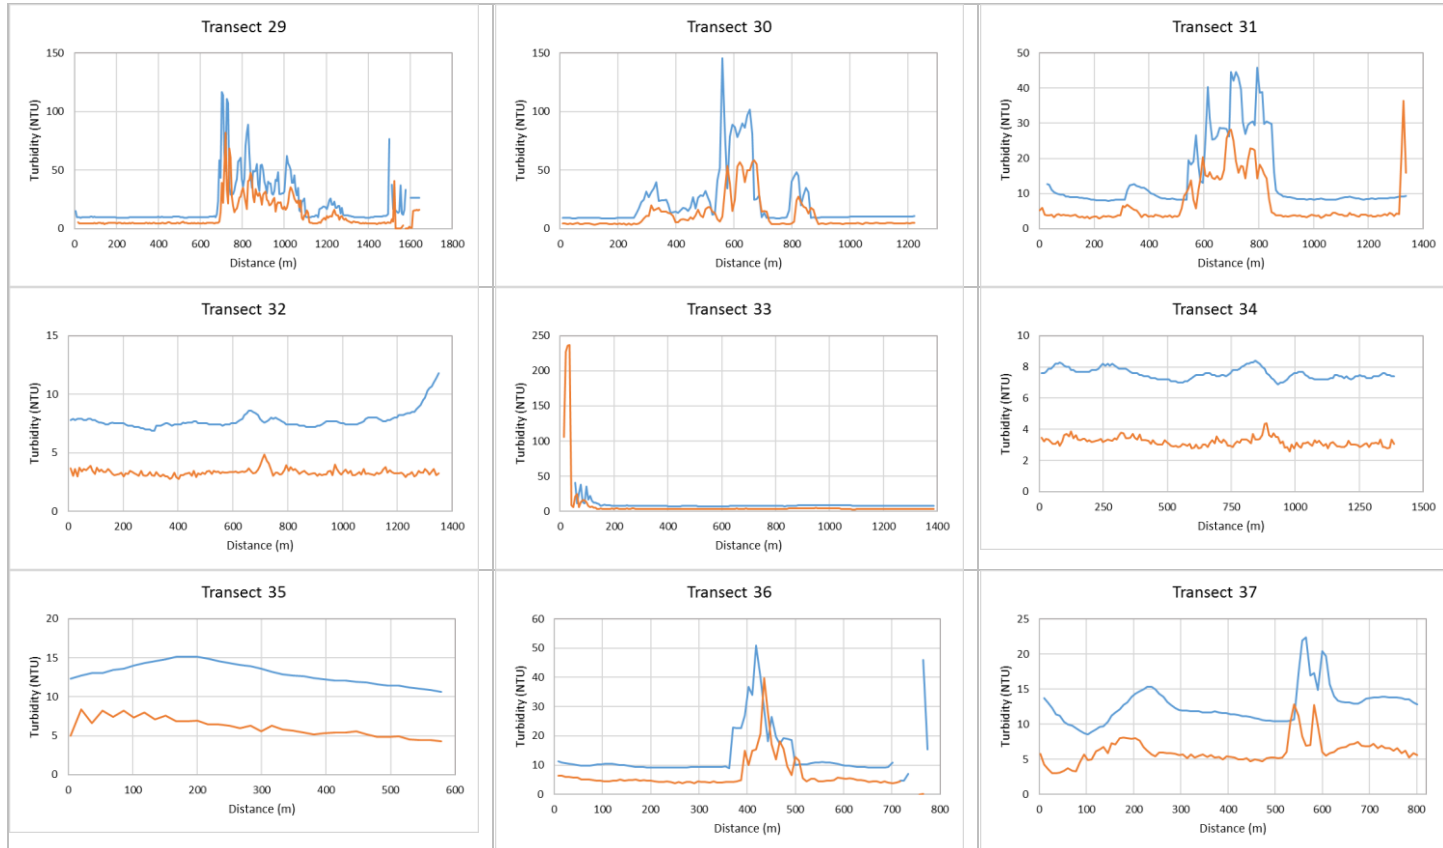 Transect 29
150
100
50
0
Turbidity (NTU)
0 200 400 600 800 1000 1200 1400 1600 1800
Distance (m)
Transect 30
150
100
50
0
Turbidity (NTU)
0 200 400 600 800 1000 1200
Distance (m)
Transect 31
50
40
30
20
10
0
Turbidity (NTU)
0 200 400 600 800 1000 1200 1400
Distance (m)
Transect 32
15
10
5
0
Turbidity (NTU)
0 200 400 600 800 1000 1200 1400
Distance (m)
Transect 33
250
200
150
100
50
0
Turbidity (NTU)
0 200 400 600 800 1000 1200 1400
Distance (m)
Transect 34
10
8
6
4
2
0
Turbidity (NTU)
0 250 500 750 1000 1250 1500
Distance (m)
Transect 35
20
15
10
5
0
Turbidity (NTU)
0 100 200 300 400 500 600
Distance (m)
Transect 36
60
50
40
30
20
10
0
Turbidity (NTU)
0 100 200 300 400 500 600 700 800
Distance (m)
Transect 37
25
20
15
10
5
0
Turbidity (NTU)
0 100 200 300 400 500 600 700 800
Distance (m)